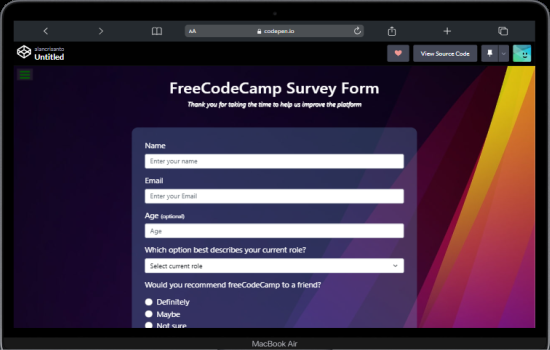 AA
codepen.io
alancrisanto
Untitled
View Source Code
FreeCodeCamp Survey Form
Thank you for taking the time to help us improve the platform
Name
Enter your name
Email
Enter your Email
Age (optional)
Age
Which option best describes your current role?
Select current role
Would you recommend freeCodeCamp to a friend?
Definitely
Maybe
Not sure
MacBook Air